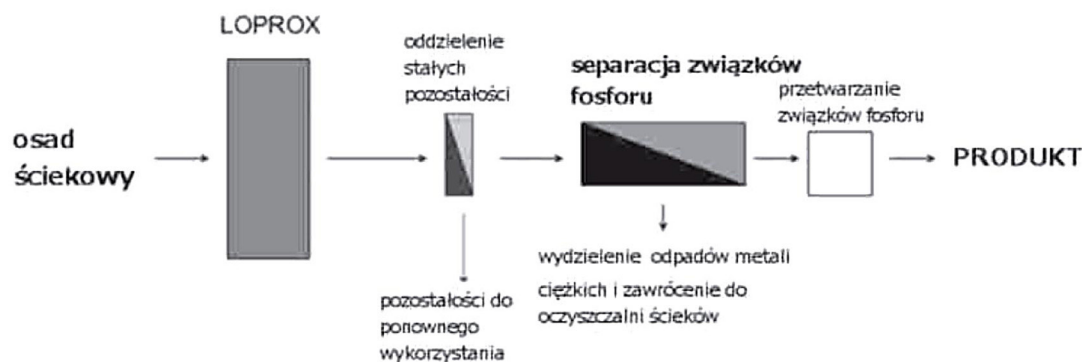 LOPROX
oddzielenie
stałych
pozostałości
separacja związków
fosforu
przetwarzanie
związków fosforu
osad
ściekowy
PRODUKT
wydzielenie odpadów metali
ciężkich i zawrócenie do
oczyszczalni ścieków
pozostałości do
ponownego
wykorzystania